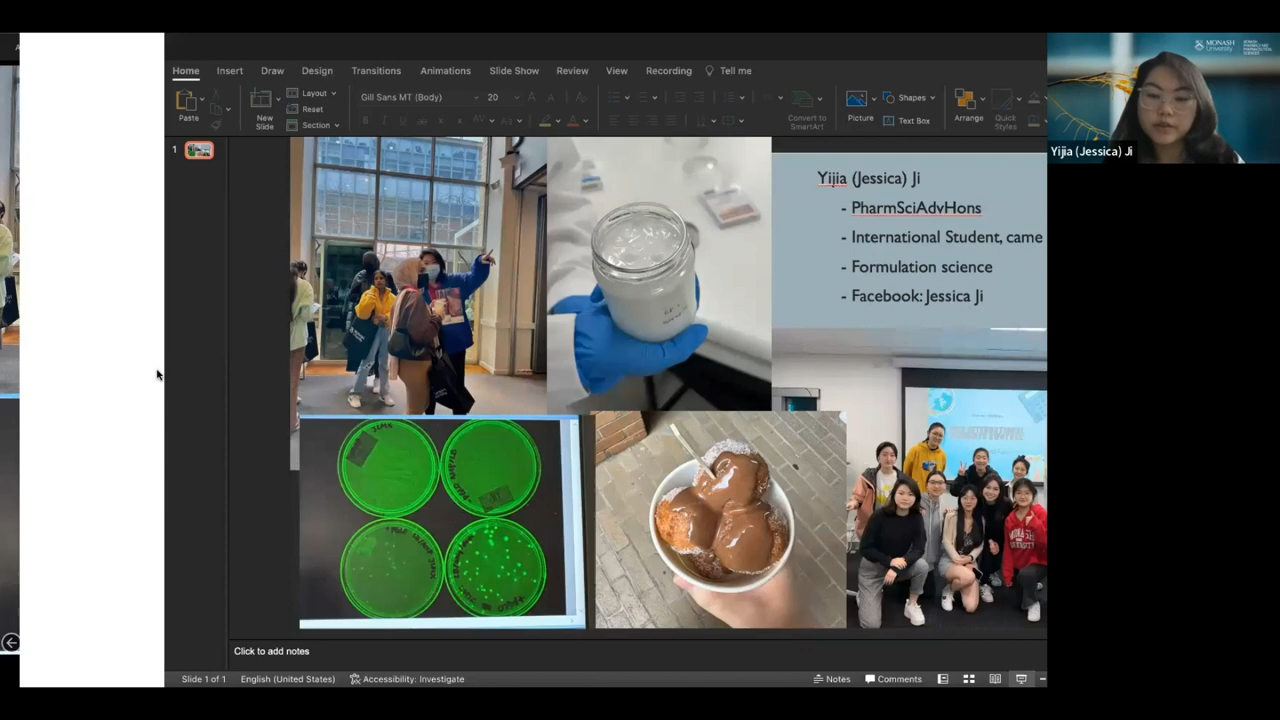 Home Insert Draw Design Transitions Animations Slide Show Review View Recording Tell me
Paste
New Slide
Layout
Reset
Section
Gill Sans MT (Body) 20
Convert to SmartArt
Picture
Shapes
Text Box
Arrange
Quick Styles
1
Yijia (Jessica) Ji
- PharmSciAdvHons
- International Student, came
- Formulation science
- Facebook: Jessica Ji
MONASH University
Yijia (Jessica) Ji
Click to add notes
Slide 1 of 1 English (United States) Accessibility: Investigate Notes Comments